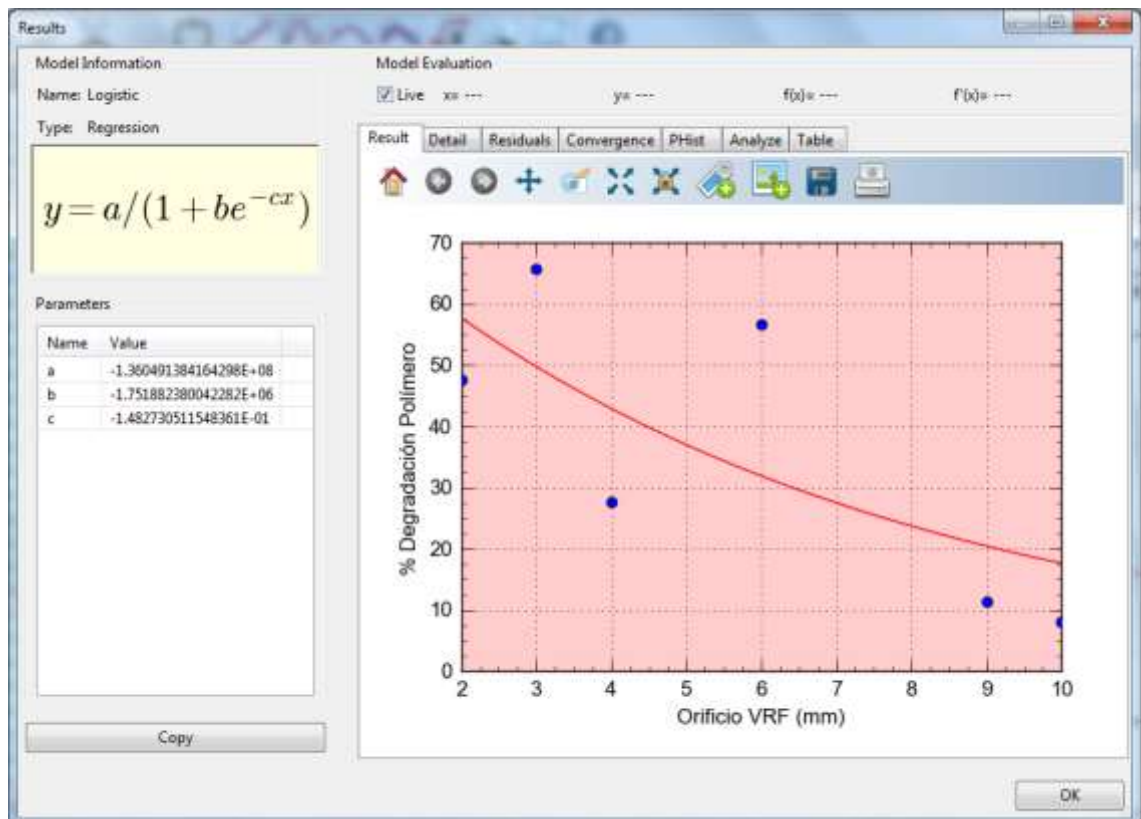 Results
Model Information
Name: Logistic
Type: Regression
y = a/(1 + be^{-cx})
Parameters
Name Value
a -1.360491384164298E+08
b -1.751882380042282E+06
c -1.482730511548361E-01
Copy
Model Evaluation
Live x= --- y= --- f(x)= --- f'(x)= ---
Result Detail Residuals Convergence PHist Analyze Table
% Degradación Polímero
70
60
50
40
30
20
10
0
2 3 4 5 6 7 8 9 10
Orificio VRF (mm)
OK